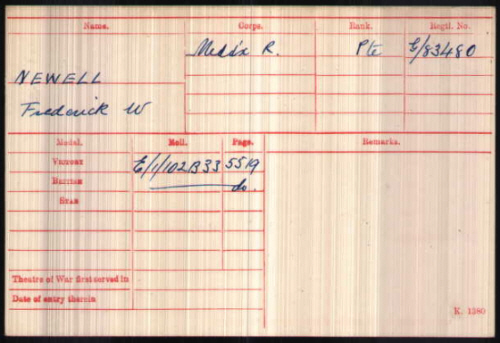 Name. Corps. Rank. Regtl. No.
NEWELL Midd'x R. Pte G/83480
Frederick W
Medal. Roll. Page.
VICTORY G/1/102B33 5519
BRITISH do.
STAR
Remarks.
Theatre of War first served in
Date of entry therein
K. 1380